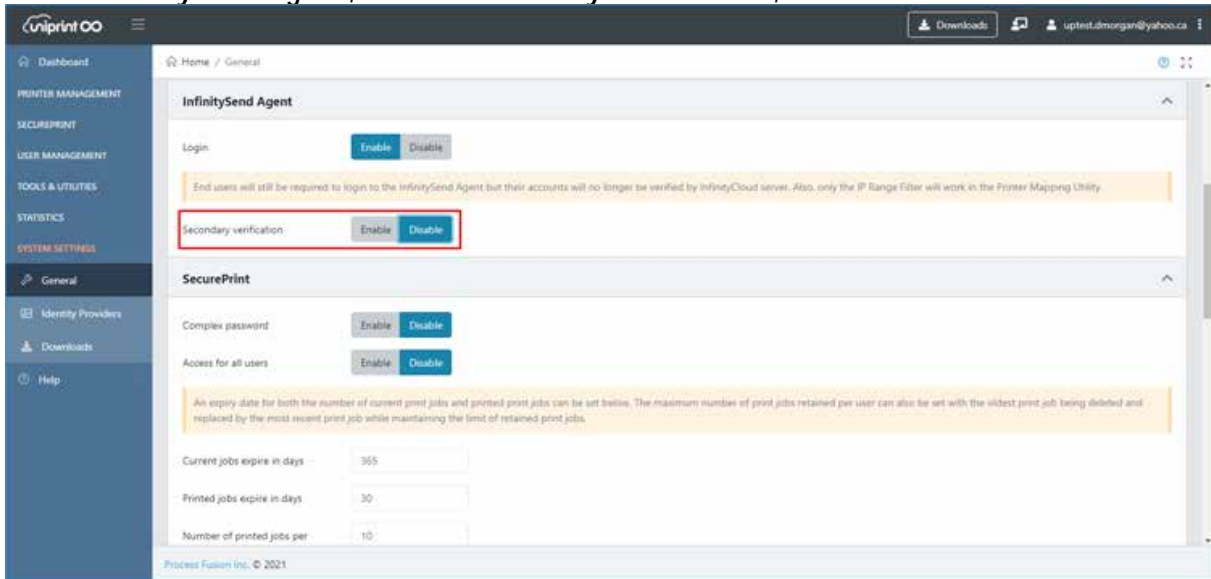 uniprint
Downloads
uptest.dmorgan@yahoo.ca
Dashboard
Home / General
PRINTER MANAGEMENT
InfinitySend Agent
SECUREPRINT
Login
Enable Disable
USER MANAGEMENT
TOOLS & UTILITIES
End users will still be required to login to the InfinitySend Agent but their accounts will no longer be verified by InfinityCloud server. Also, only the IP Range Filter will work in the Printer Mapping Utility
STATISTICS
Secondary verification
Enable Disable
SYSTEM SETTINGS
General
SecurePrint
Identity Providers
Complex password
Enable Disable
Downloads
Access for all users
Enable Disable
Help
An expiry date for both the number of current print jobs and printed print jobs can be set below. The maximum number of print jobs retained per user can also be set with the oldest print job being deleted and
replaced by the most recent print job while maintaining the limit of retained print jobs.
Current jobs expire in days
365
Printed jobs expire in days
30
Number of printed jobs per
10
Process Fusion Inc. © 2021